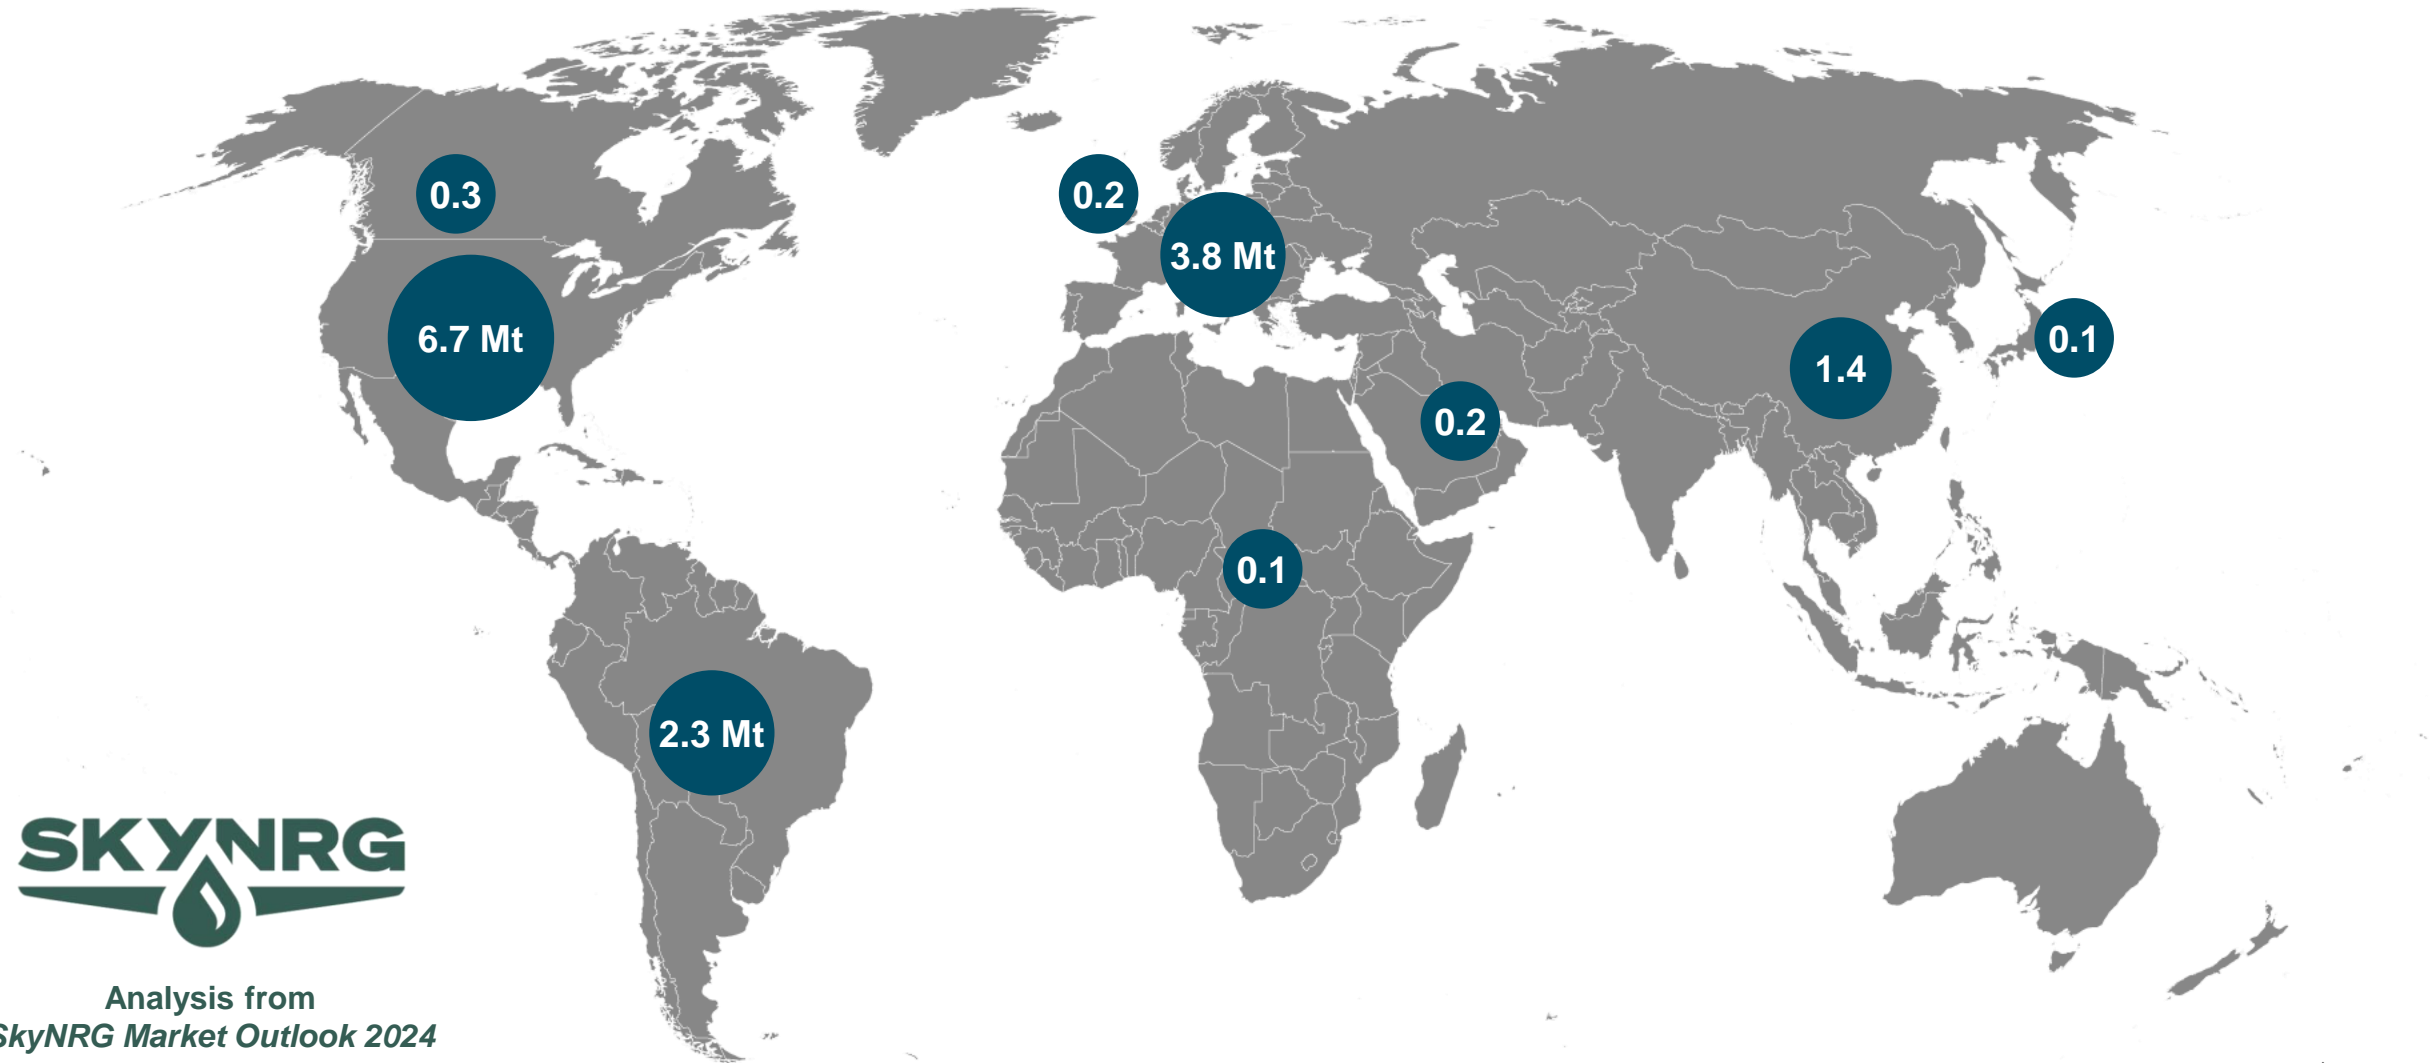 0.3
0.2
3.8 Mt
6.7 Mt
0.1
1.4
0.2
0.1
2.3 Mt
SKYNRG
Analysis from
SkyNRG Market Outlook 2024